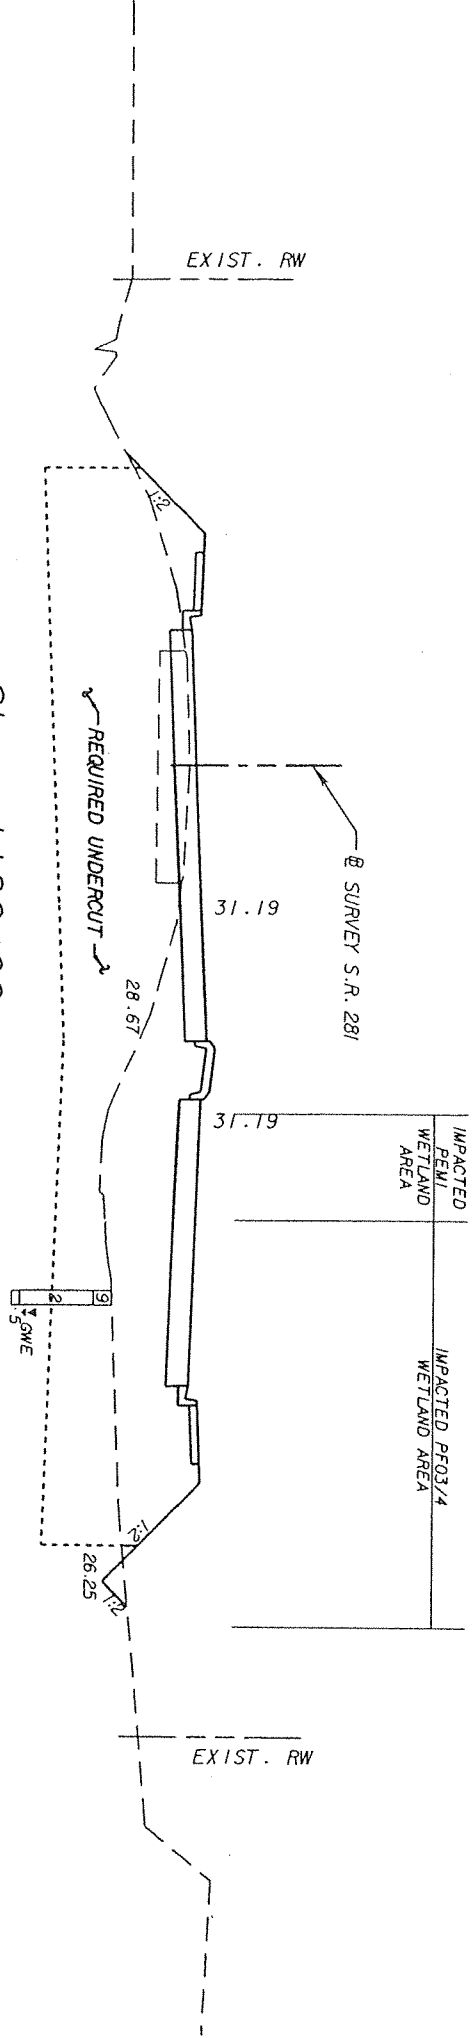 EXIST. RW
1:2
REQUIRED UNDERCUT
℄ SURVEY S.R. 281
31.19
28.67
31.19
IMPACTED
PEM1
WETLAND
AREA
IMPACTED PFO3/4
WETLAND AREA
9
2
5
GWE
1:2
26.25
1:2
EXIST. RW